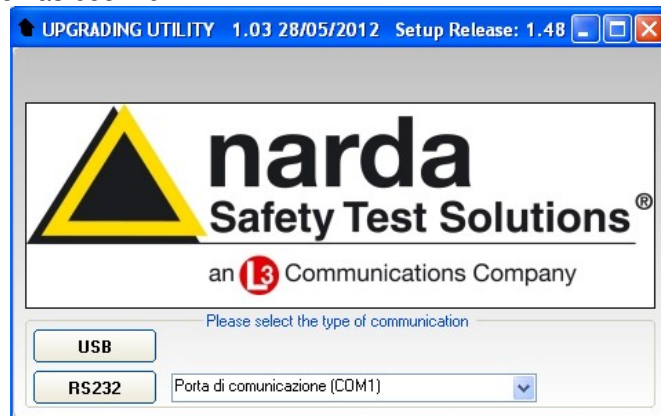 UPGRADING UTILITY 1.03 28/05/2012 Setup Release: 1.48
narda
Safety Test Solutions®
an L3 Communications Company
Please select the type of communication
USB
RS232 Porta di comunicazione (COM1)